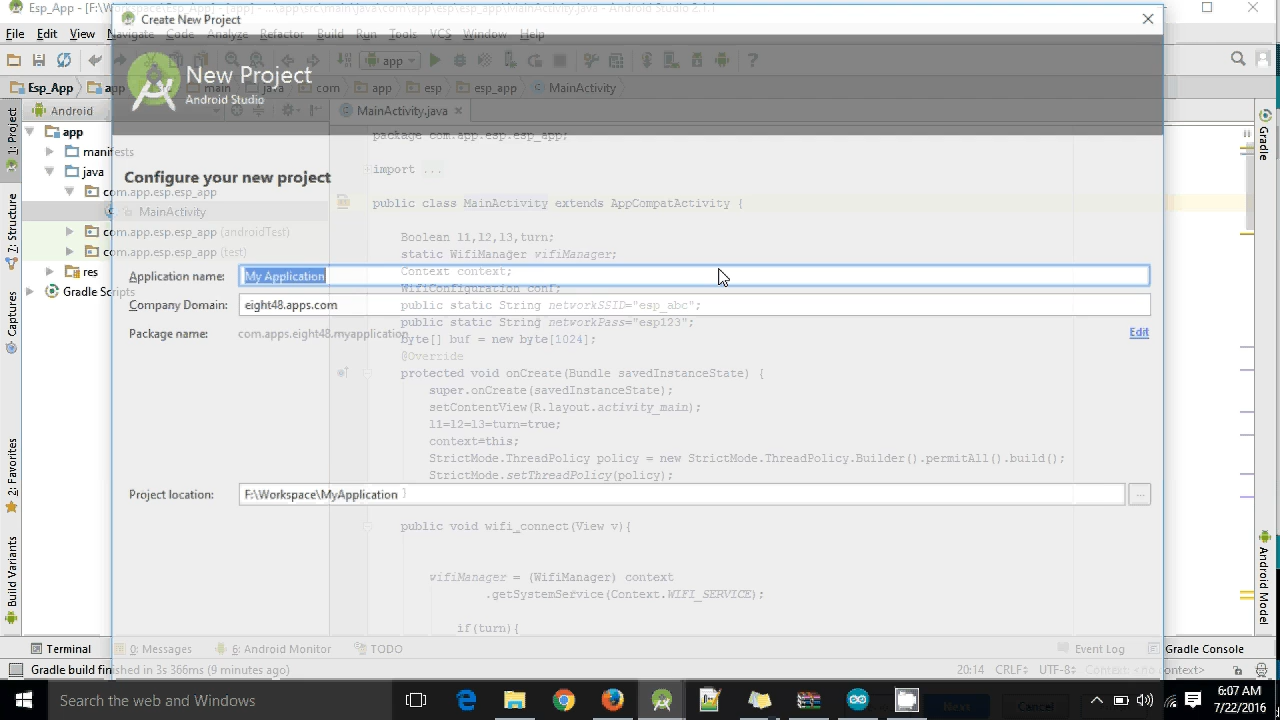 Esp_App - [F:\Workspace\Esp_App] - [app] - ...\app\src\main\java\com\app\esp\esp_app\MainActivity.java - Android Studio 2.1.1
Create New Project
File Edit View Navigate Code Analyze Refactor Build Run Tools VCS Window Help
app
New Project
Android Studio
Esp_App app main java com app esp esp_app MainActivity
Android
MainActivity.java
1: Project
7: Structure
Captures
2: Favorites
Build Variants
app
manifests
java
com.app.esp.esp_app
MainActivity
com.app.esp.esp_app (androidTest)
com.app.esp.esp_app (test)
res
Gradle Scripts
Configure your new project
Application name: My Application
Company Domain: eight48.apps.com
Package name: com.apps.eight48.myapplication
Edit
Project location: F:\Workspace\MyApplication
...
package com.app.esp.esp_app;
import ...
public class MainActivity extends AppCompatActivity {
Boolean l1,l2,l3,turn;
static WifiManager wifiManager;
Context context;
WifiConfiguration conf;
public static String networkSSID="esp_abc";
public static String networkPass="esp123";
byte[] buf = new byte[1024];
@Override
protected void onCreate(Bundle savedInstanceState) {
super.onCreate(savedInstanceState);
setContentView(R.layout.activity_main);
l1=l2=l3=turn=true;
context=this;
StrictMode.ThreadPolicy policy = new StrictMode.ThreadPolicy.Builder().permitAll().build();
StrictMode.setThreadPolicy(policy);
}
public void wifi_connect(View v){
wifiManager = (WifiManager) context
.getSystemService(Context.WIFI_SERVICE);
if(turn){
Gradle
Android Model
Terminal 0: Messages 6: Android Monitor TODO Event Log Gradle Console
Gradle build finished in 3s 366ms (9 minutes ago) 20:14 CRLF UTF-8 Context: <no context>
Next Cancel
Search the web and Windows
6:07 AM
7/22/2016